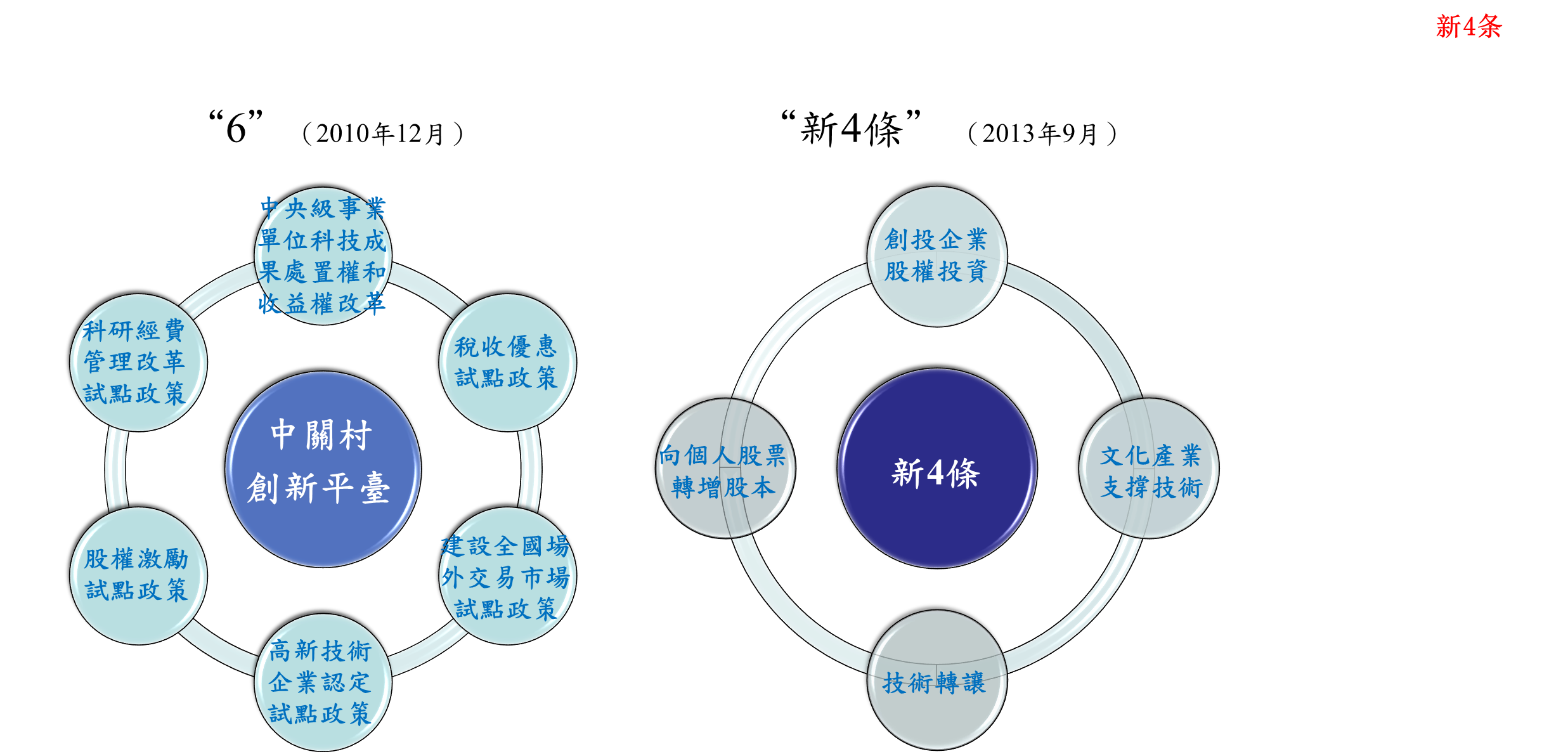 新4条
“6” （2010年12月）
中央級事業
單位科技成
果處置權和
收益權改革
稅收優惠
試點政策
建設全國場
外交易市場
試點政策
高新技術
企業認定
試點政策
股權激勵
試點政策
科研經費
管理改革
試點政策
中關村
創新平臺
“新4條” （2013年9月）
創投企業
股權投資
文化產業
支撐技術
技術轉讓
向個人股票
轉增股本
新4條